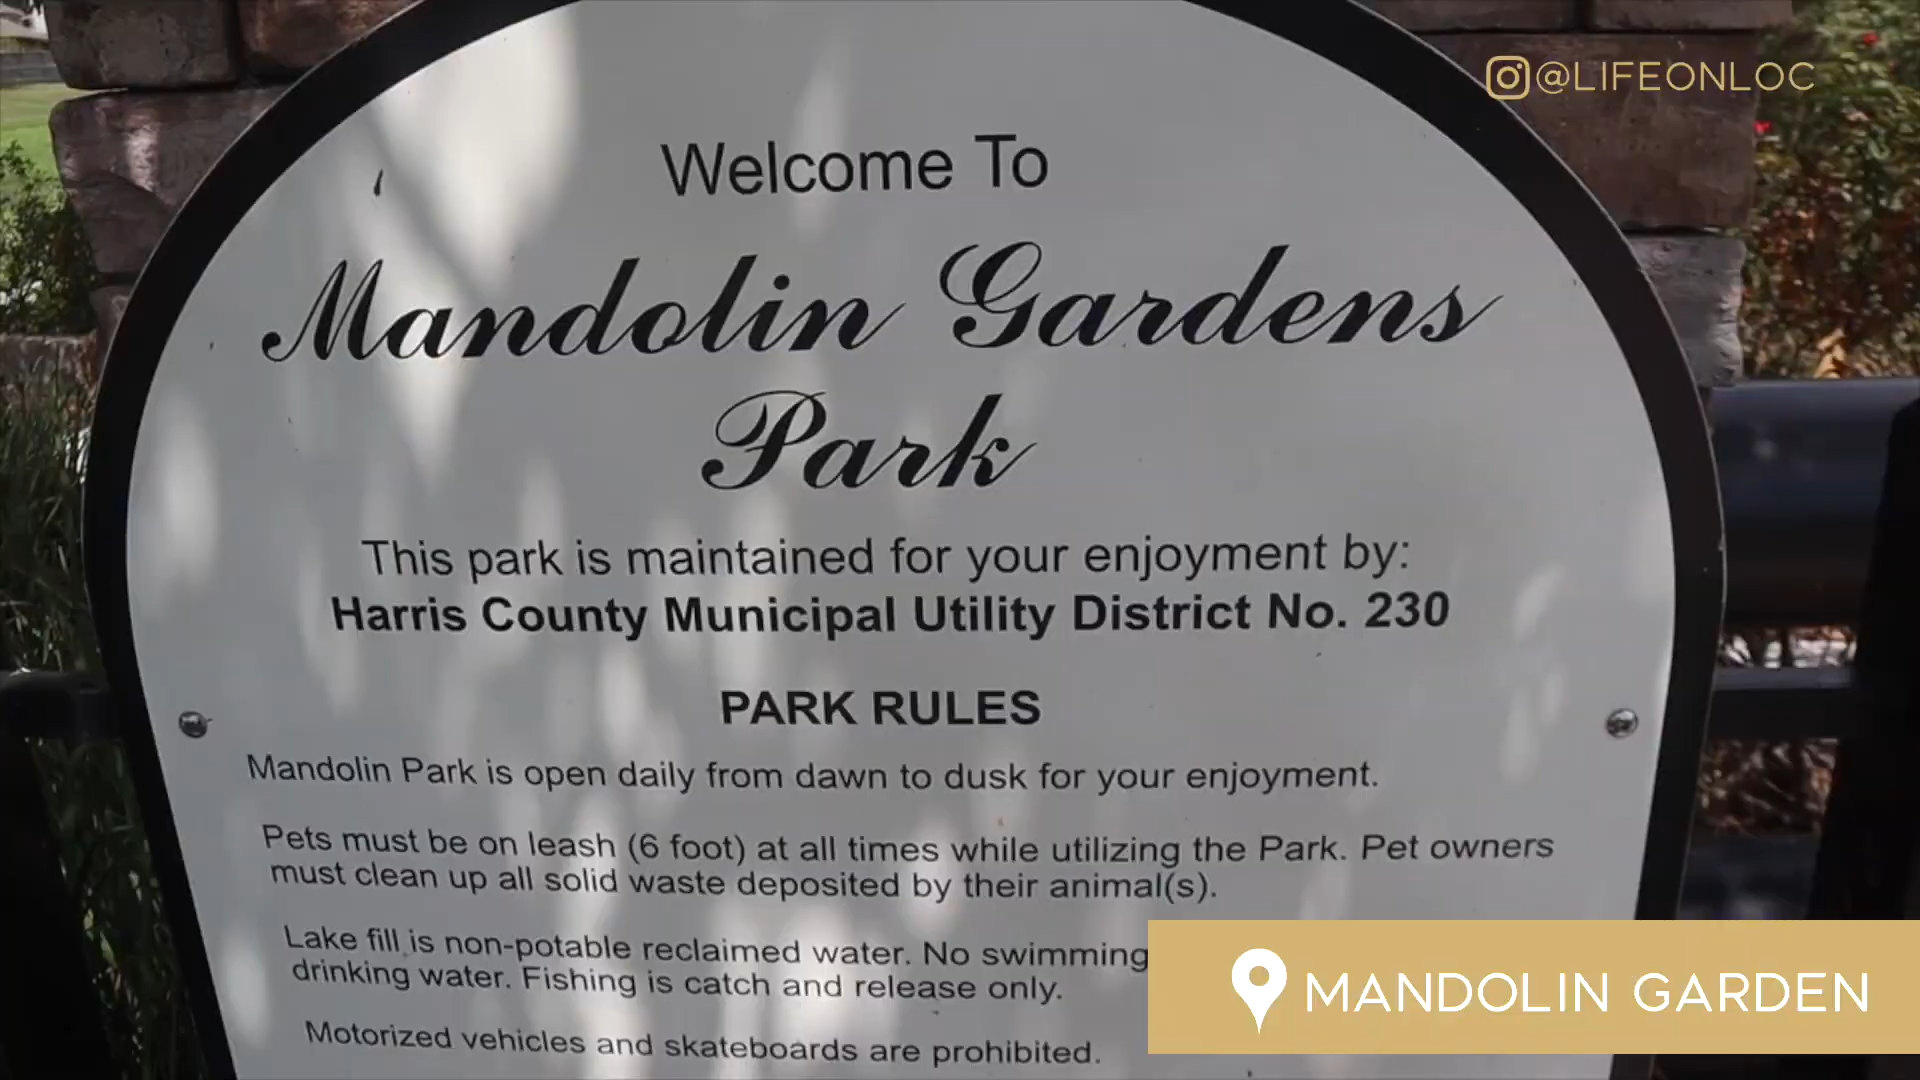 @LIFEONLOC
Welcome To
Mandolin Gardens
Park
This park is maintained for your enjoyment by:
Harris County Municipal Utility District No. 230
PARK RULES
Mandolin Park is open daily from dawn to dusk for your enjoyment.
Pets must be on leash (6 foot) at all times while utilizing the Park. Pet owners
must clean up all solid waste deposited by their animal(s).
Lake fill is non-potable reclaimed water. No swimming
drinking water. Fishing is catch and release only.
Motorized vehicles and skateboards are prohibited.
MANDOLIN GARDEN